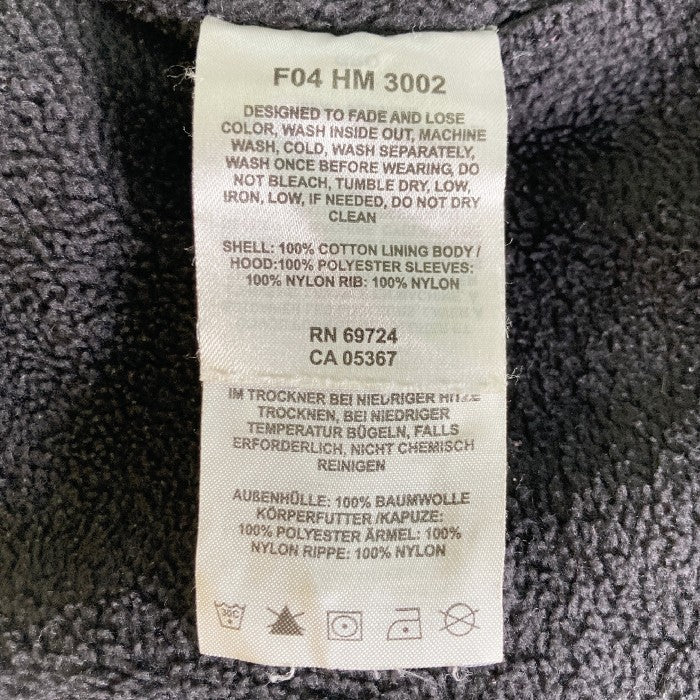 F04 HM 3002
DESIGNED TO FADE AND LOSE
COLOR, WASH INSIDE OUT, MACHINE
WASH, COLD, WASH SEPARATELY,
WASH ONCE BEFORE WEARING, DO
NOT BLEACH, TUMBLE DRY, LOW,
IRON, LOW, IF NEEDED, DO NOT DRY
CLEAN
SHELL: 100% COTTON LINING BODY /
HOOD:100% POLYESTER SLEEVES:
100% NYLON RIB: 100% NYLON
RN 69724
CA 05367
IM TROCKNER BEI NIEDRIGER HITZE
TROCKNEN, BEI NIEDRIGER
TEMPERATUR BÜGELN, FALLS
ERFORDERLICH, NICHT CHEMISCH
REINIGEN
AUßENHÜLLE: 100% BAUMWOLLE
KÖRPERFUTTER /KAPUZE:
100% POLYESTER ÄRMEL: 100%
NYLON RIPPE: 100% NYLON
30C